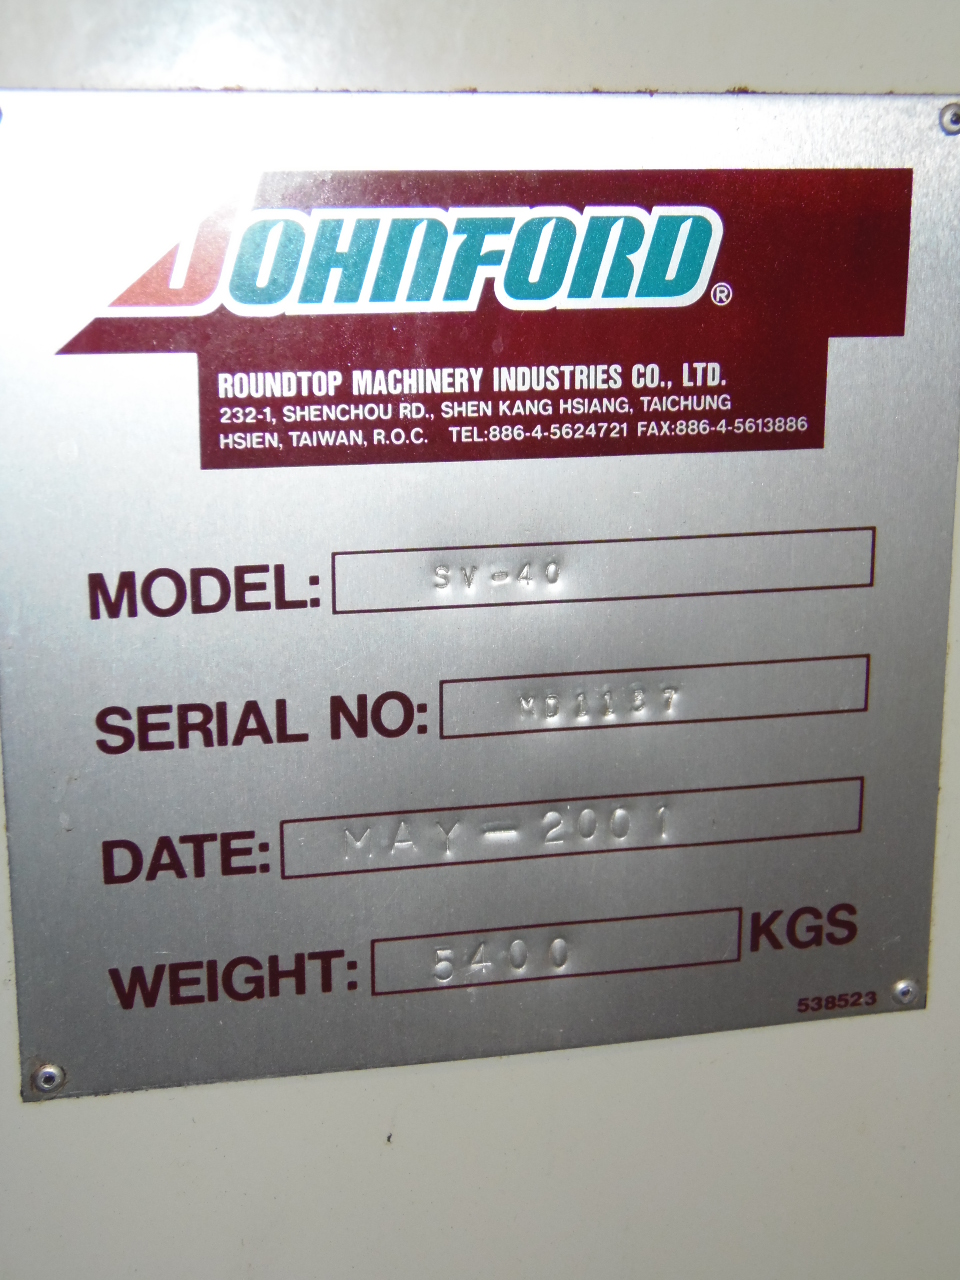 JOHNFORD®
ROUNDTOP MACHINERY INDUSTRIES CO., LTD.
232-1, SHENCHOU RD., SHEN KANG HSIANG, TAICHUNG
HSIEN, TAIWAN, R.O.C. TEL:886-4-5624721 FAX:886-4-5613886
MODEL: SV-40
SERIAL NO:
DATE: MAY-2001
WEIGHT: 5400 KGS
538523